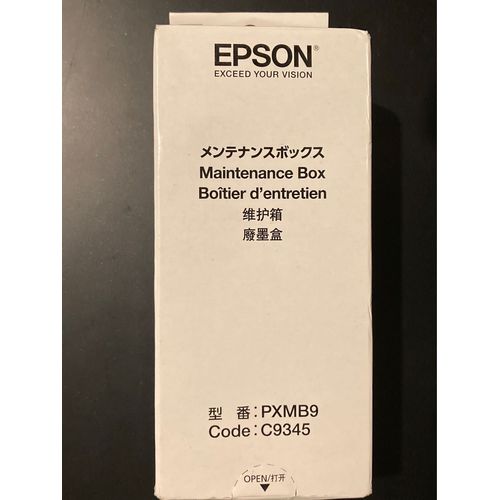 EPSON®
EXCEED YOUR VISION
メンテナンスボックス
Maintenance Box
Boîtier d'entretien
维护箱
廢墨盒
型 番：PXMB9
Code：C9345
OPEN/打开